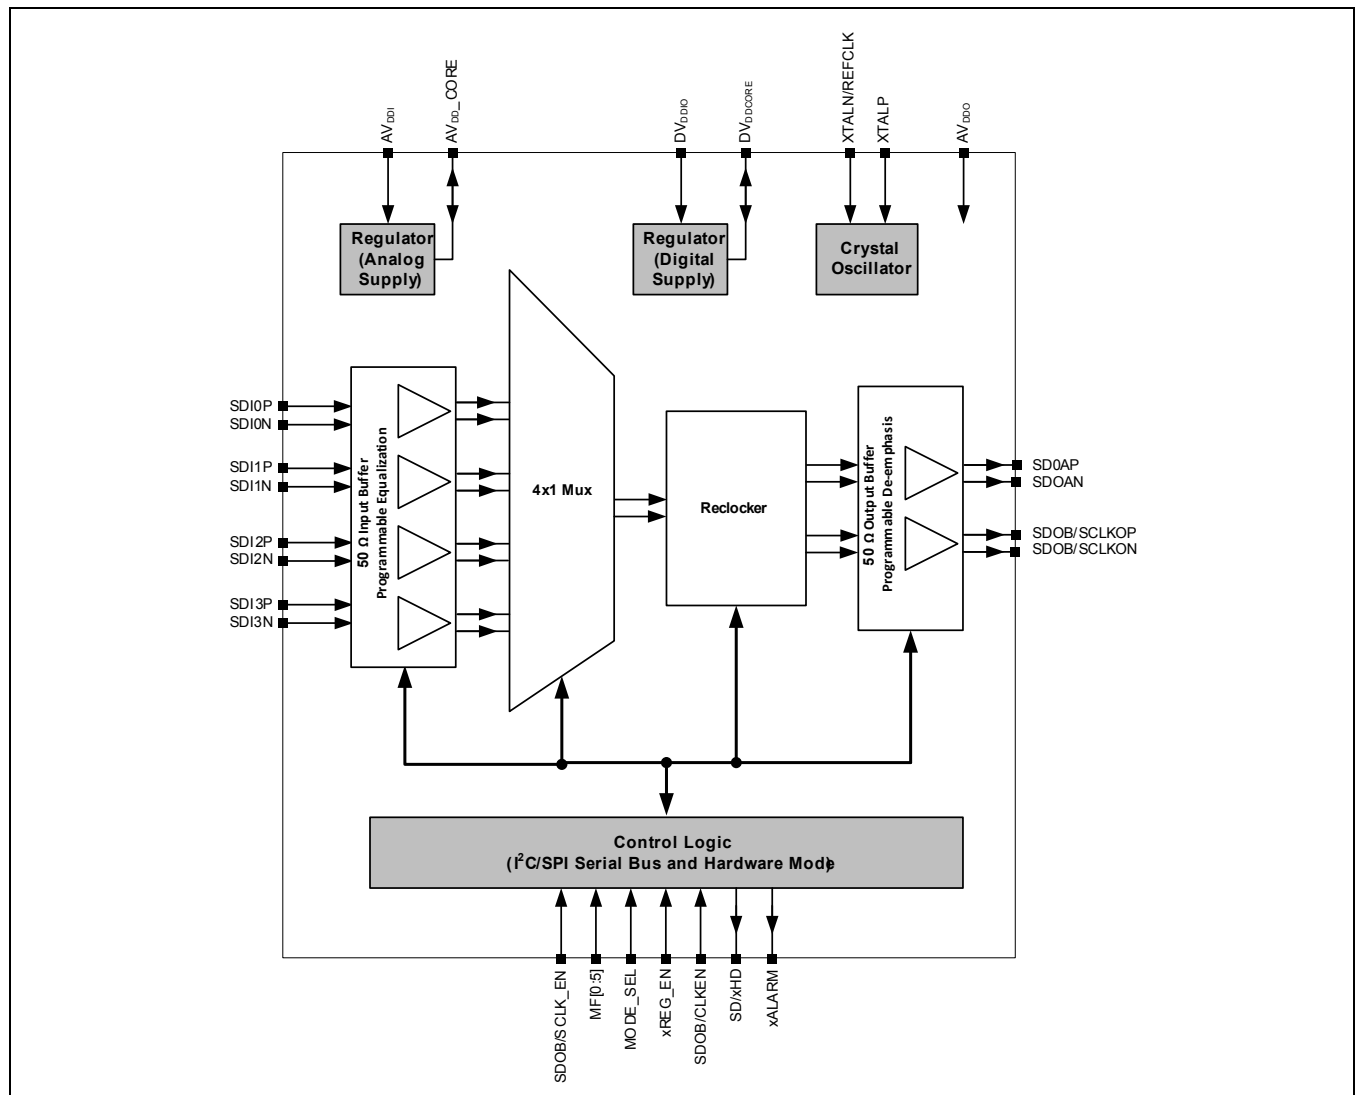 AVDDI
AVDD_CORE
DVDDIO
DVDDCORE
XTALN/REFCLK
XTALP
AVDDO
Regulator
(Analog
Supply)
Regulator
(Digital
Supply)
Crystal
Oscillator
SDI0P
SDI0N
SDI1P
SDI1N
SDI2P
SDI2N
SDI3P
SDI3N
50 Ω Input Buffer
Programmable Equalization
4x1 Mux
Reclocker
50 Ω Output Buffer
Programmable De-emphasis
SD0AP
SDOAN
SDOB/SCLKOP
SDOB/SCLKON
Control Logic
(I²C/SPI Serial Bus and Hardware Mode)
SDOB/SCLK_EN
MF[0:5]
MODE_SEL
xREG_EN
SDOB/CLKEN
SD/xHD
xALARM